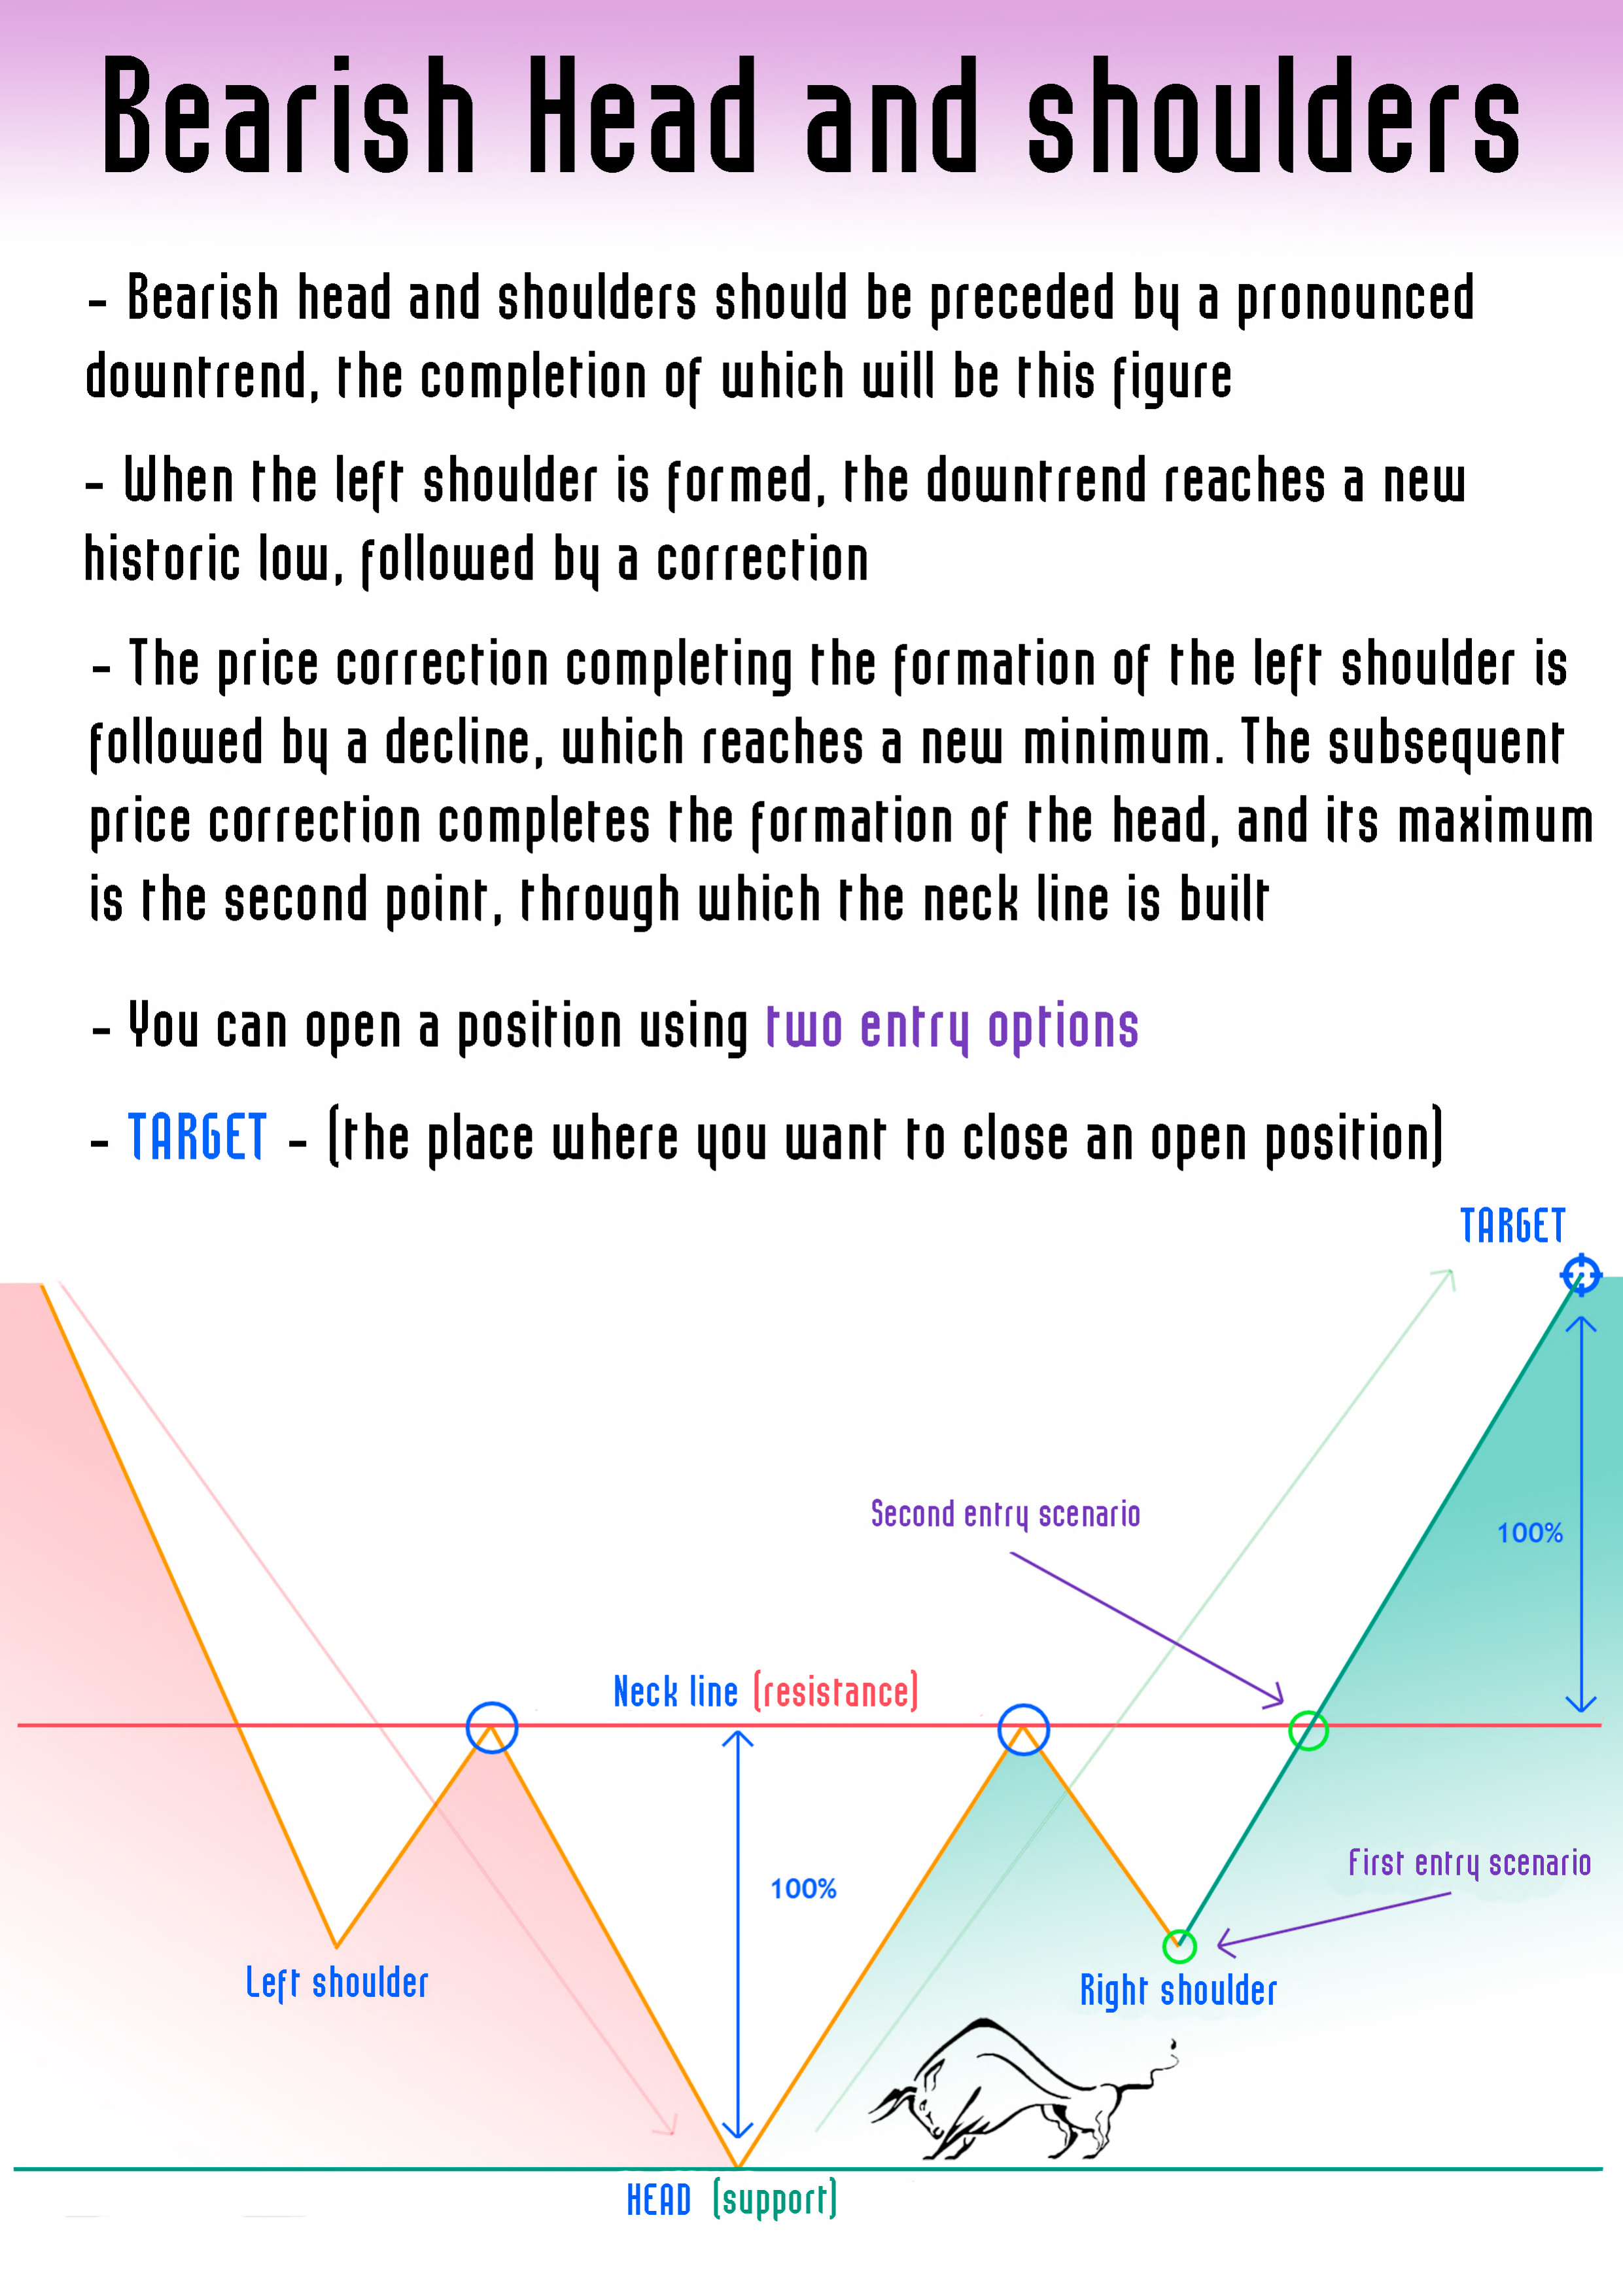 Bearish Head and shoulders
- Bearish head and shoulders should be preceded by a pronounced
downtrend, the completion of which will be this figure
- When the left shoulder is formed, the downtrend reaches a new
historic low, followed by a correction
- The price correction completing the formation of the left shoulder is
followed by a decline, which reaches a new minimum. The subsequent
price correction completes the formation of the head, and its maximum
is the second point, through which the neck line is built
- You can open a position using two entry options
- TARGET - (the place where you want to close an open position)
TARGET
Second entry scenario
100%
Neck line (resistance)
First entry scenario
100%
Left shoulder
Right shoulder
HEAD (support)